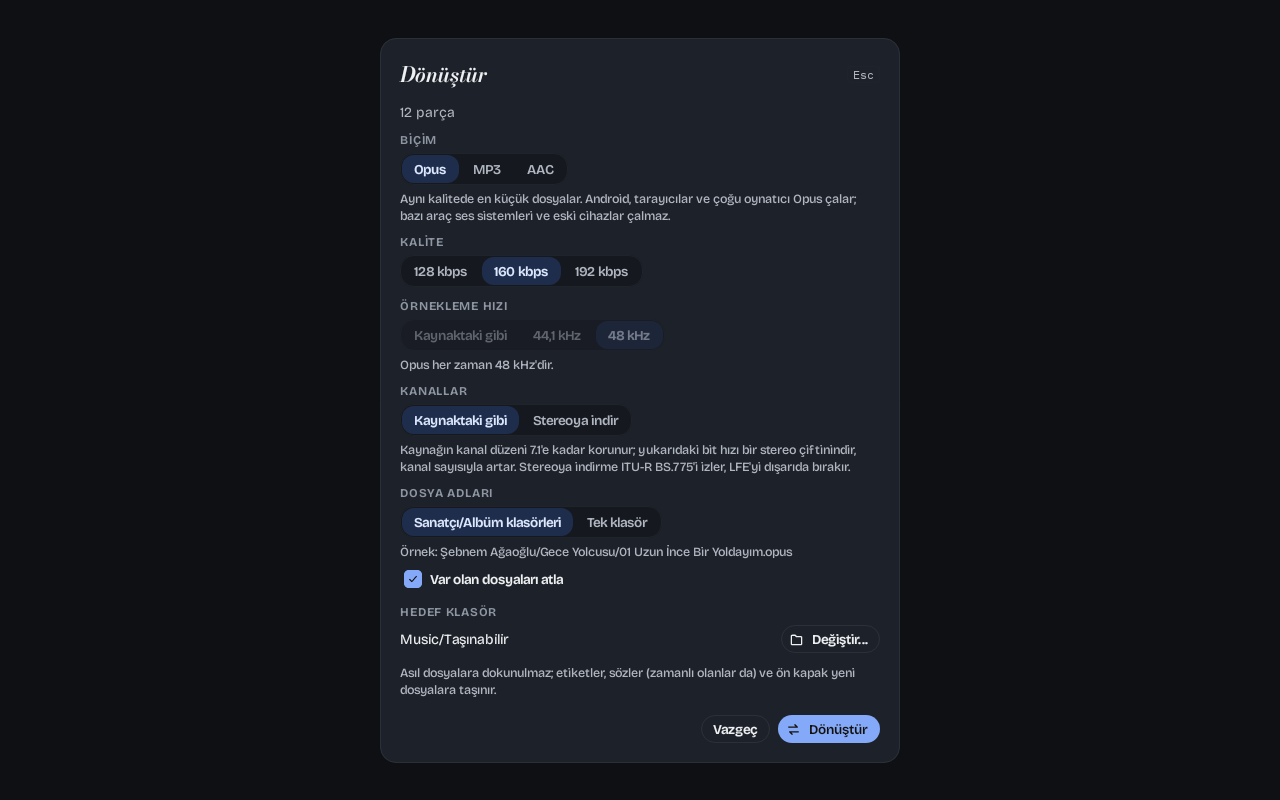 Dönüştür
Esc
12 parça
BİÇİM
Opus MP3 AAC
Aynı kalitede en küçük dosyalar. Android, tarayıcılar ve çoğu oynatıcı Opus çalar;
bazı araç ses sistemleri ve eski cihazlar çalmaz.
KALİTE
128 kbps 160 kbps 192 kbps
ÖRNEKLEME HIZI
Kaynaktaki gibi 44,1 kHz 48 kHz
Opus her zaman 48 kHz'dir.
KANALLAR
Kaynaktaki gibi Stereoya indir
Kaynağın kanal düzeni 7.1'e kadar korunur; yukarıdaki bit hızı bir stereo çiftinindir,
kanal sayısıyla artar. Stereoya indirme ITU-R BS.775'i izler, LFE'yi dışarıda bırakır.
DOSYA ADLARI
Sanatçı/Albüm klasörleri Tek klasör
Örnek: Şebnem Ağaoğlu/Gece Yolcusu/01 Uzun İnce Bir Yoldayım.opus
Var olan dosyaları atla
HEDEF KLASÖR
Music/Taşınabilir
Değiştir...
Asıl dosyalara dokunulmaz; etiketler, sözler (zamanlı olanlar da) ve ön kapak yeni
dosyalara taşınır.
Vazgeç Dönüştür